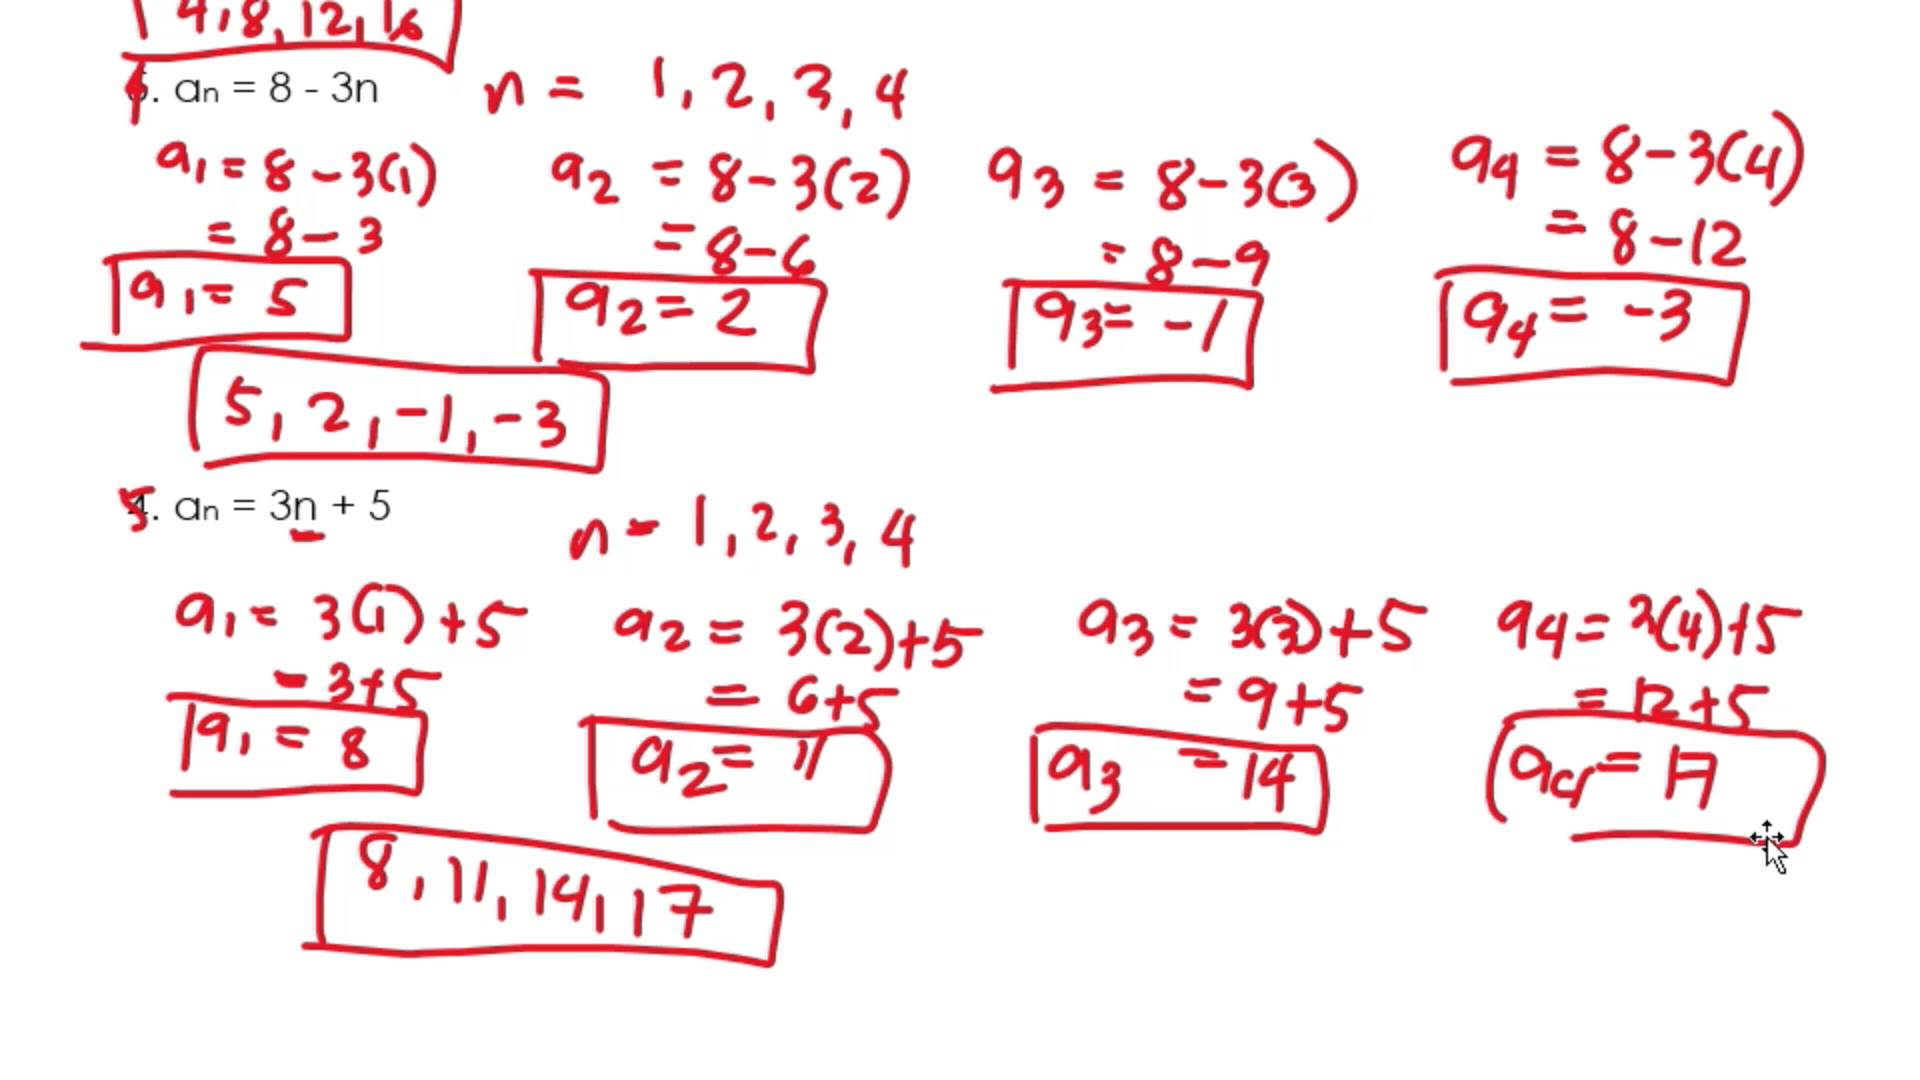 4, 8, 12, 16
. an = 8 - 3n n = 1, 2, 3, 4
a1 = 8 - 3(1) a2 = 8 - 3(2) a3 = 8 - 3(3) a4 = 8 - 3(4)
= 8 - 3 = 8 - 6 = 8 - 9 = 8 - 12
a1 = 5 a2 = 2 a3 = -1 a4 = -3
5, 2, -1, -3
5. an = 3n + 5 n = 1, 2, 3, 4
a1 = 3(1) + 5 a2 = 3(2) + 5 a3 = 3(3) + 5 a4 = 3(4) + 5
= 3 + 5 = 6 + 5 = 9 + 5 = 12 + 5
a1 = 8 a2 = 11 a3 = 14 a4 = 17
8, 11, 14, 17